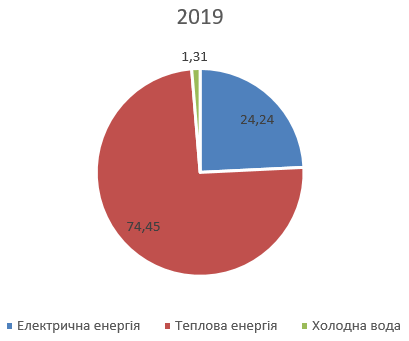 2019
1,31
24,24
74,45
Електрична енергія Теплова енергія Холодна вода